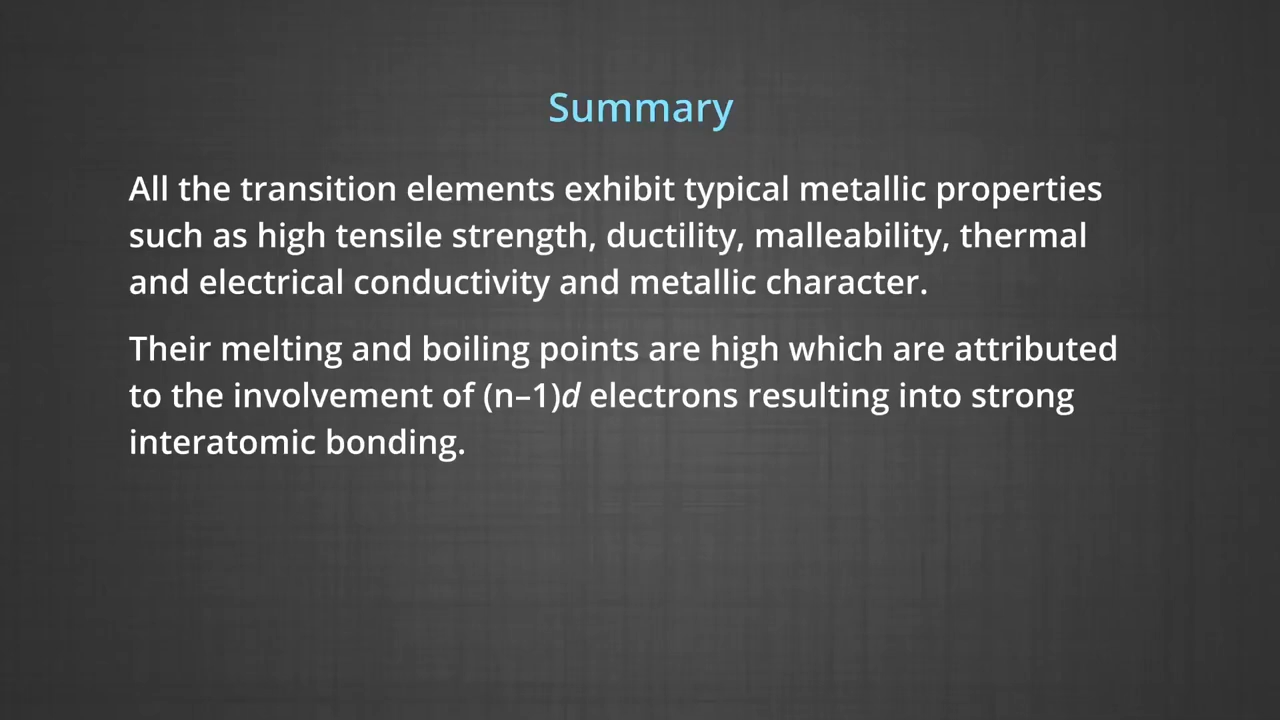 Summary
All the transition elements exhibit typical metallic properties
such as high tensile strength, ductility, malleability, thermal
and electrical conductivity and metallic character.
Their melting and boiling points are high which are attributed
to the involvement of (n–1)d electrons resulting into strong
interatomic bonding.